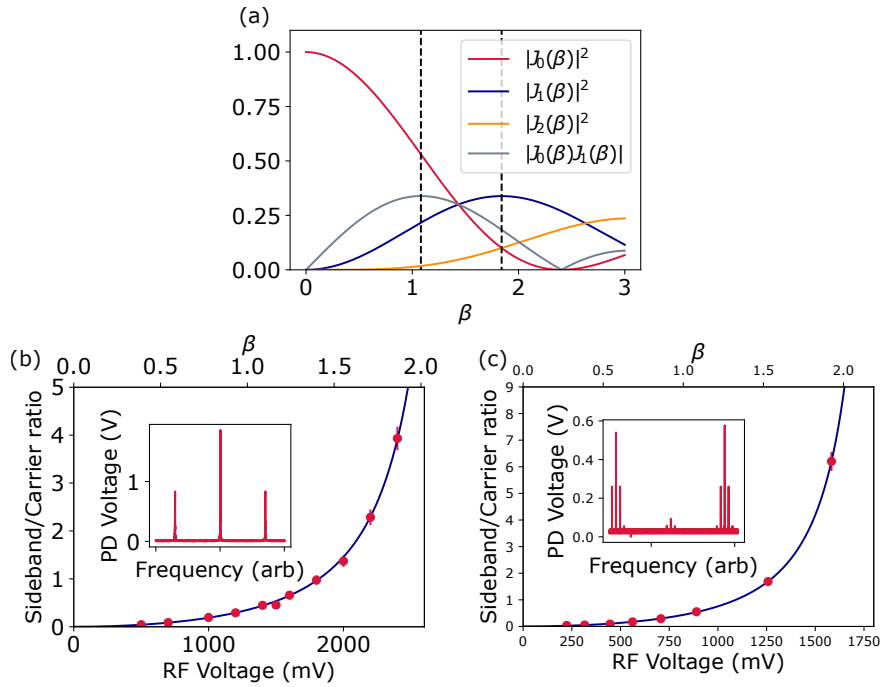 (a)
1.00
0.75
0.50
0.25
0.00
|J₀(β)|²
|J₁(β)|²
|J₂(β)|²
|J₀(β)J₁(β)|
0 1 2 3
β
(b)
β
0.0 0.5 1.0 1.5 2.0
Sideband/Carrier ratio
5
4
3
2
1
0
PD Voltage (V)
1
0
Frequency (arb)
0 1000 2000
RF Voltage (mV)
(c)
β
0.0 0.5 1.0 1.5 2.0
Sideband/Carrier ratio
9
8
7
6
5
4
3
2
1
0
PD Voltage (V)
0.6
0.4
0.2
0.0
Frequency (arb)
0 250 500 750 1000 1250 1500 1750
RF Voltage (mV)